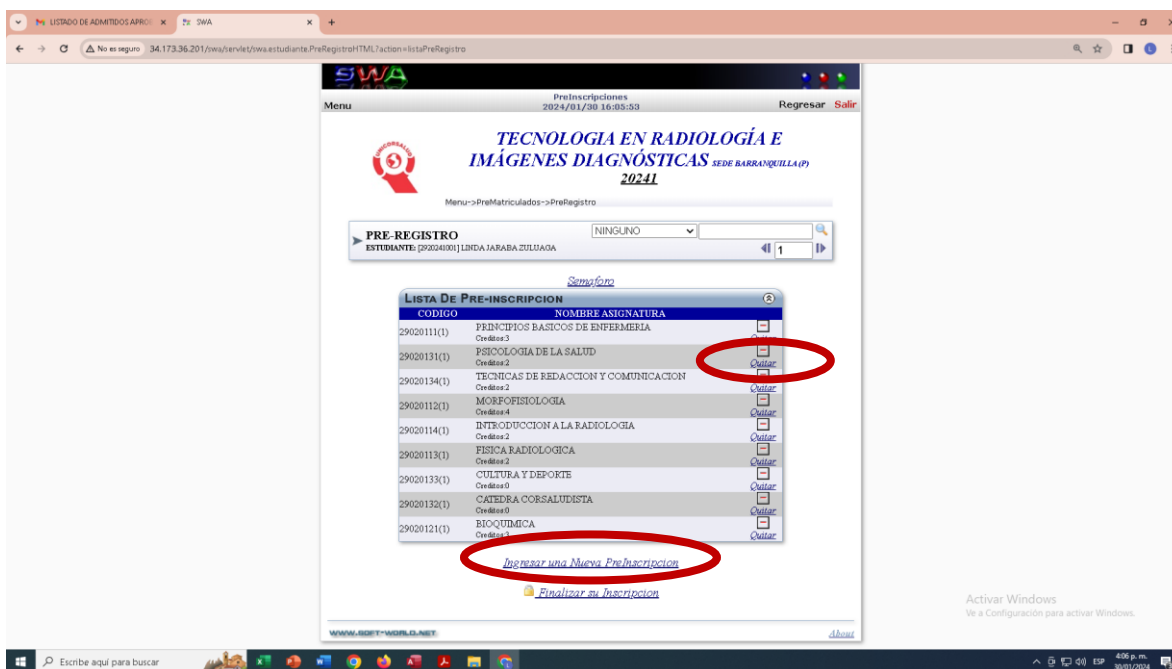 LISTADO DE ADMITIDOS APROB
SWA
No es seguro 34.173.36.201/swa/servlet/swa.estudiante.PreRegistroHTML?action=listaPreRegistro
SWA
PreInscripciones
Menu 2024/01/30 16:05:53 Regresar Salir
UNICORSALUD
TECNOLOGIA EN RADIOLOGÍA E
IMÁGENES DIAGNÓSTICAS SEDE BARRANQUILLA(P)
20241
Menu->PreMatriculados->PreRegistro
PRE-REGISTRO NINGUNO
ESTUDIANTE: [2920241001] LINDA JARABA ZULUAGA 1
Semaforo
LISTA DE PRE-INSCRIPCION
CODIGO NOMBRE ASIGNATURA
29020111(1) PRINCIPIOS BASICOS DE ENFERMERIA
Creditos:3 Quitar
29020131(1) PSICOLOGIA DE LA SALUD
Creditos:2 Quitar
29020134(1) TECNICAS DE REDACCION Y COMUNICACION
Creditos:2 Quitar
29020112(1) MORFOFISIOLOGIA
Creditos:4 Quitar
29020114(1) INTRODUCCION A LA RADIOLOGIA
Creditos:2 Quitar
29020113(1) FISICA RADIOLOGICA
Creditos:2 Quitar
29020133(1) CULTURA Y DEPORTE
Creditos:0 Quitar
29020132(1) CATEDRA CORSALUDISTA
Creditos:0 Quitar
29020121(1) BIOQUIMICA
Creditos:3 Quitar
Ingresar una Nueva PreInscripcion
Finalizar su Inscripcion
Activar Windows
Ve a Configuración para activar Windows.
WWW.SOFT-WORLD.NET About
Escribe aquí para buscar
ESP
4:06 p. m.
30/01/2024